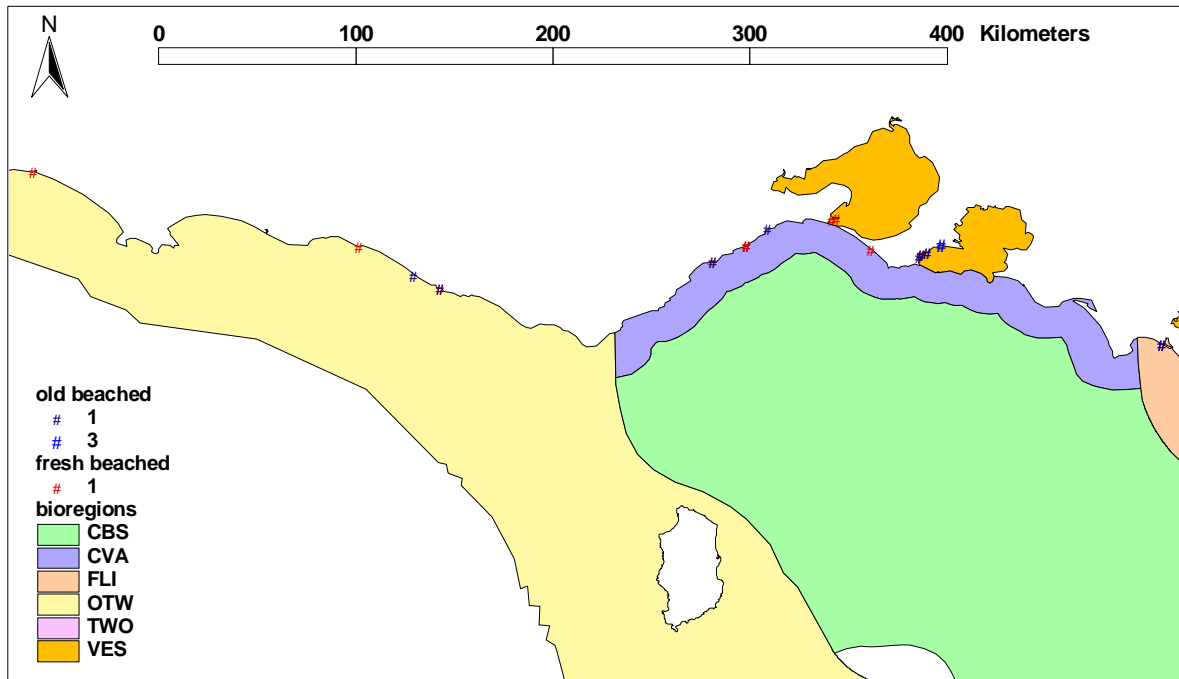 N
0 100 200 300 400 Kilometers
old beached
# 1
# 3
fresh beached
# 1
bioregions
CBS
CVA
FLI
OTW
TWO
VES